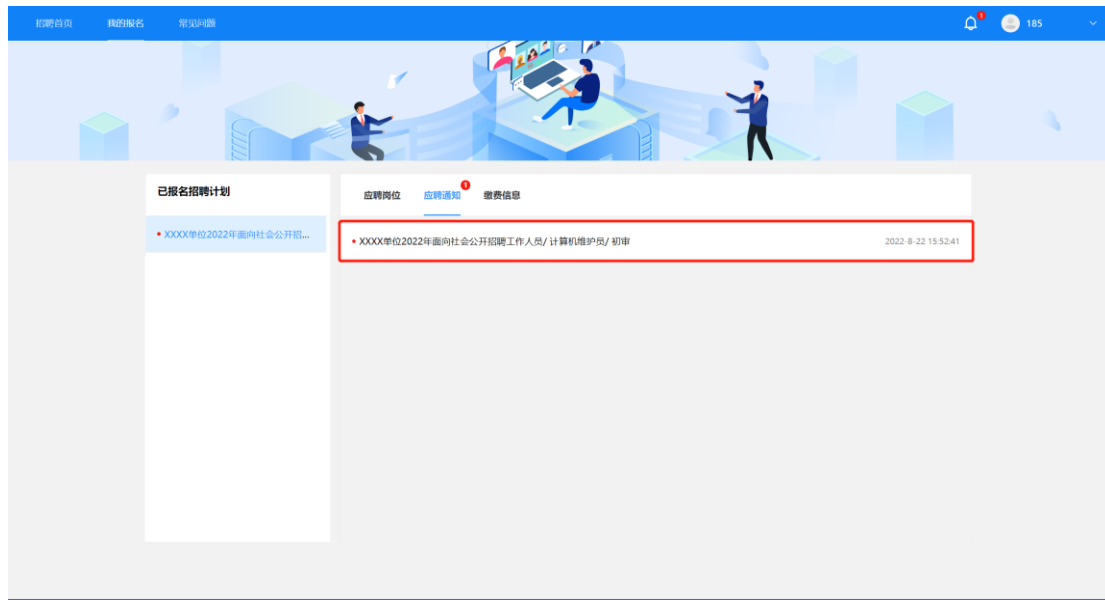 招聘首页 我的报名 常见问题 1 185
已报名招聘计划 应聘岗位 应聘通知 1 缴费信息
• XXXX单位2022年面向社会公开招... • XXXX单位2022年面向社会公开招聘工作人员/ 计算机维护员/ 初审 2022-8-22 15:52:41